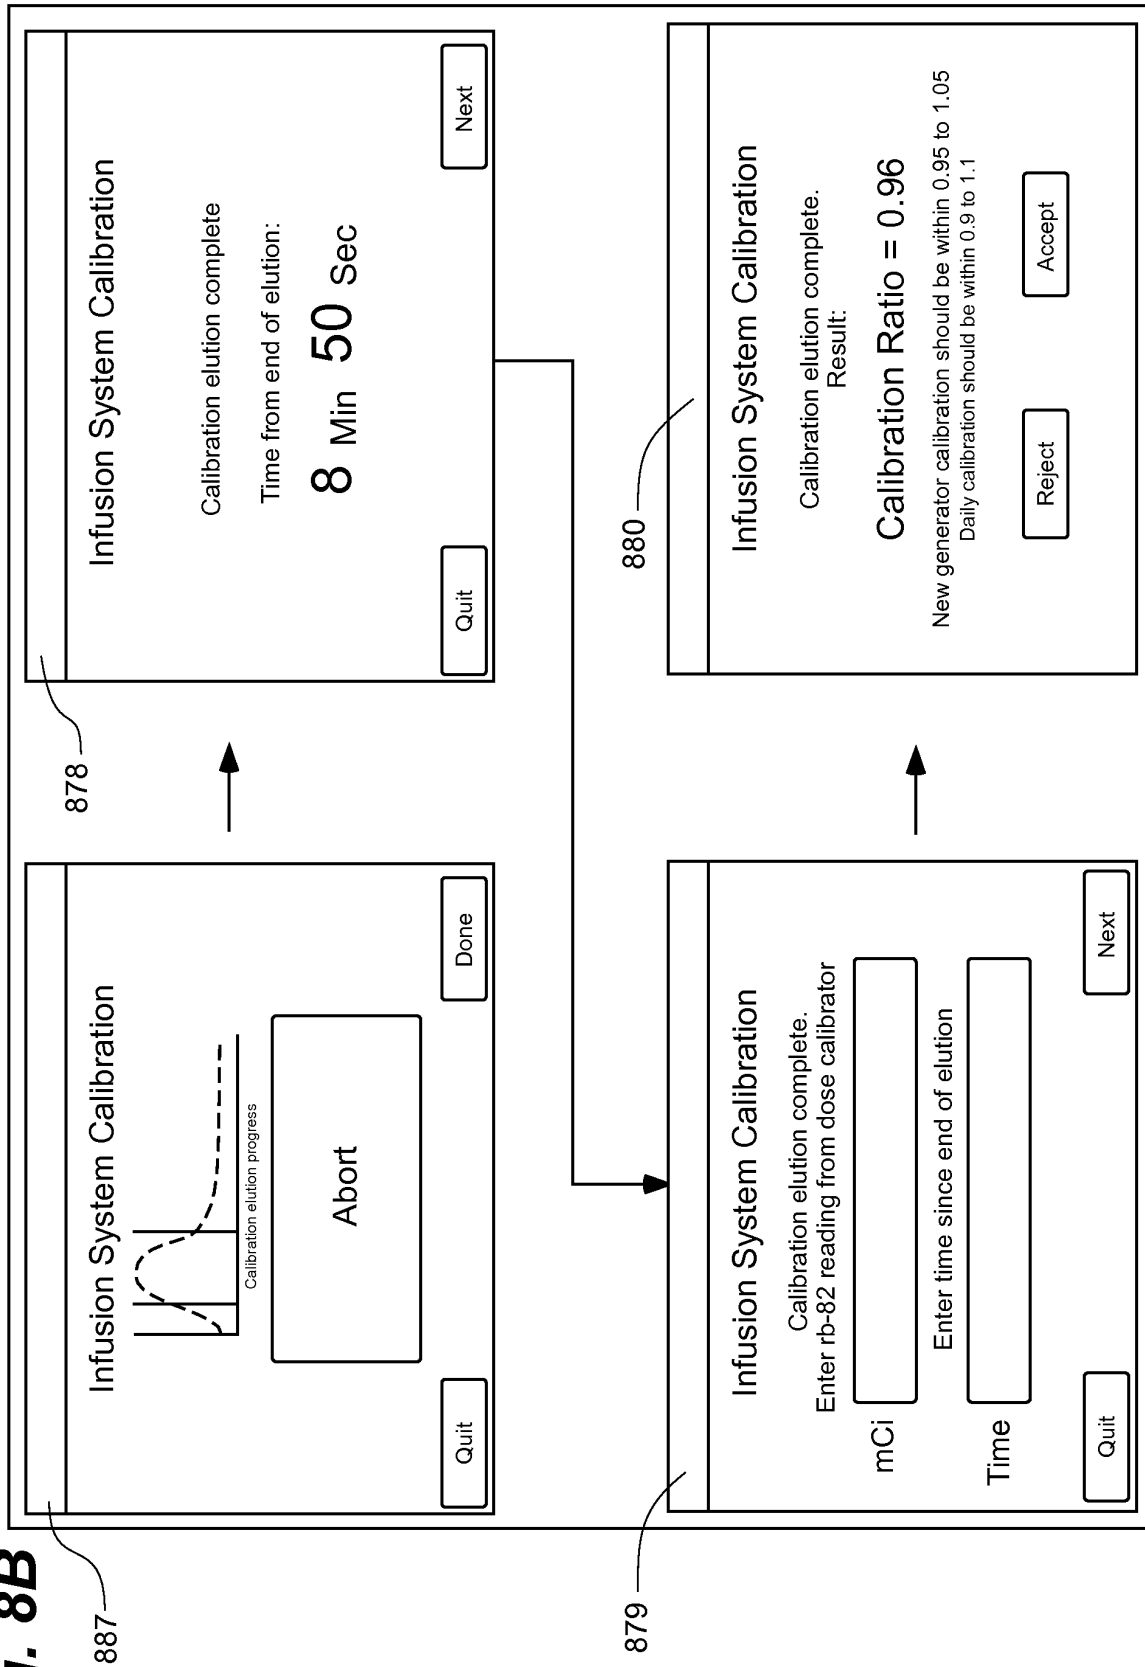 8B
887
Infusion System Calibration
Calibration elution progress
Abort
Quit
Done
878
Infusion System Calibration
Calibration elution complete
Time from end of elution:
8 Min 50 Sec
Quit
Next
879
Infusion System Calibration
Calibration elution complete.
Enter rb-82 reading from dose calibrator
mCi
Enter time since end of elution
Time
Quit
Next
880
Infusion System Calibration
Calibration elution complete.
Result:
Calibration Ratio = 0.96
New generator calibration should be within 0.95 to 1.05
Daily calibration should be within 0.9 to 1.1
Reject
Accept